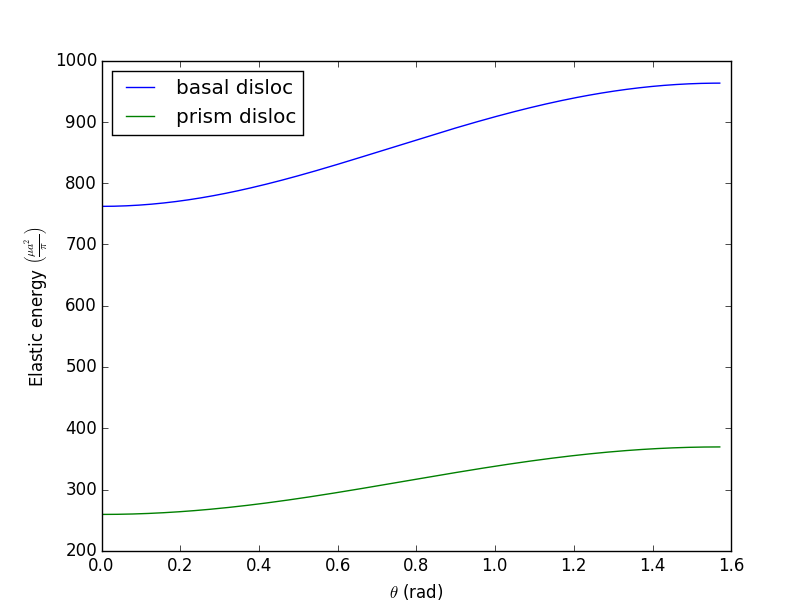 basal disloc
prism disloc
1000
900
800
700
600
500
400
300
200
0.0 0.2 0.4 0.6 0.8 1.0 1.2 1.4 1.6
θ (rad)
Elastic energy (μa²/π)